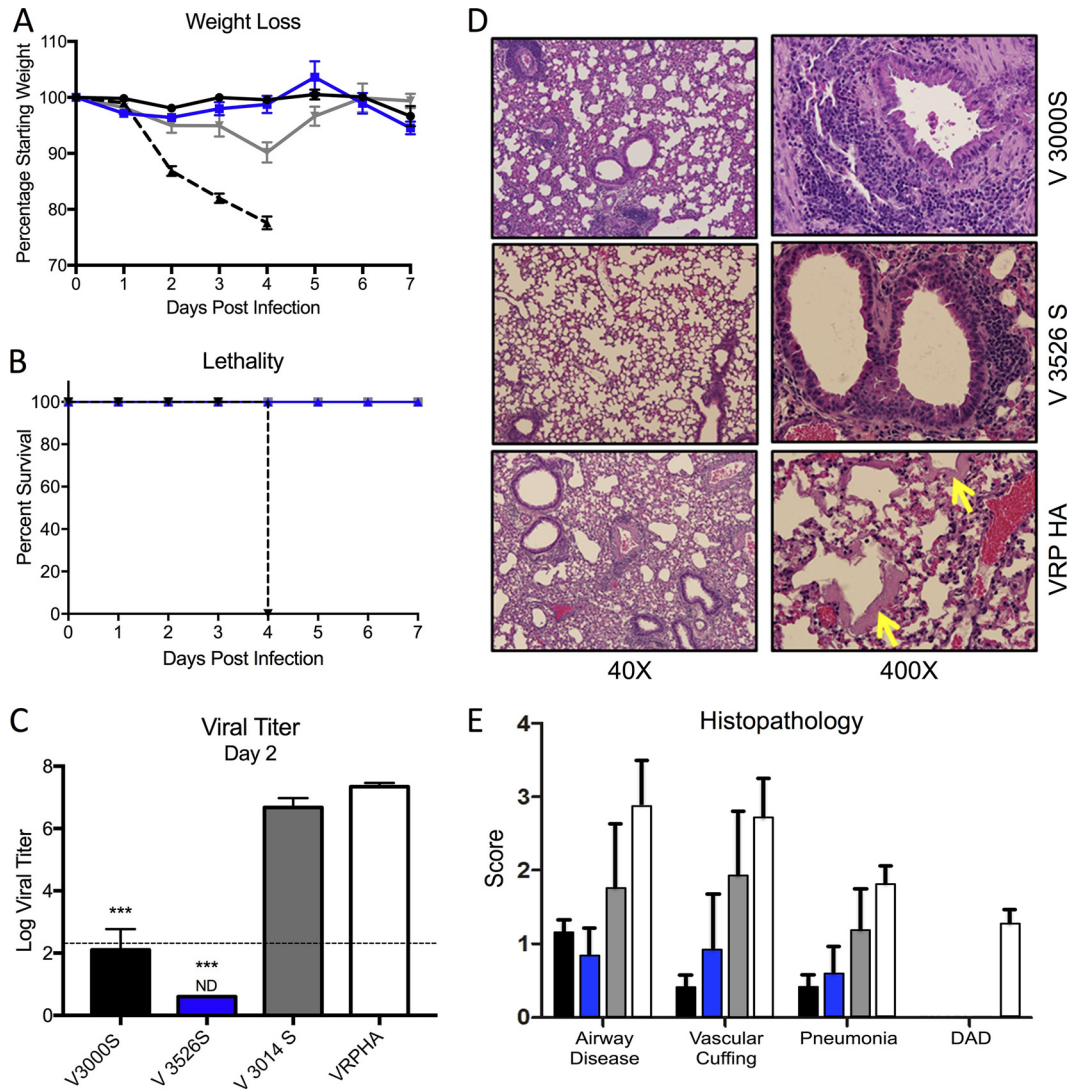 A
Weight Loss
Percentage Starting Weight
110
100
90
80
70
0 1 2 3 4 5 6 7
Days Post Infection
B
Lethality
Percent Survival
100
80
60
40
20
0
0 1 2 3 4 5 6 7
Days Post Infection
C
Viral Titer
Day 2
Log Viral Titer
8
6
4
2
0
***
***
ND
V3000S
V 3526S
V 3014 S
VRPHA
D
V 3000S
V 3526 S
VRP HA
40X
400X
E
Histopathology
Score
4
3
2
1
0
Airway
Disease
Vascular
Cuffing
Pneumonia
DAD